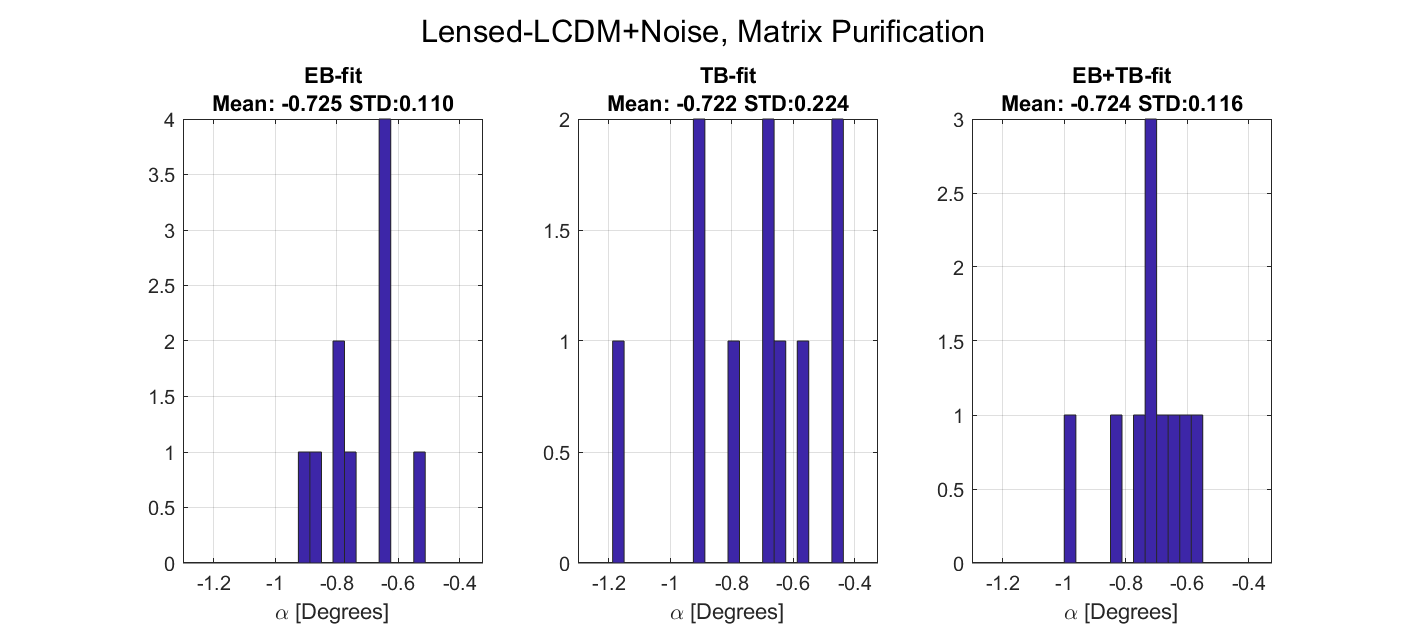 Lensed-LCDM+Noise, Matrix Purification
EB-fit
Mean: -0.725 STD:0.110
4
3.5
3
2.5
2
1.5
1
0.5
0
-1.2 -1 -0.8 -0.6 -0.4
α [Degrees]
TB-fit
Mean: -0.722 STD:0.224
2
1.5
1
0.5
0
-1.2 -1 -0.8 -0.6 -0.4
α [Degrees]
EB+TB-fit
Mean: -0.724 STD:0.116
3
2.5
2
1.5
1
0.5
0
-1.2 -1 -0.8 -0.6 -0.4
α [Degrees]